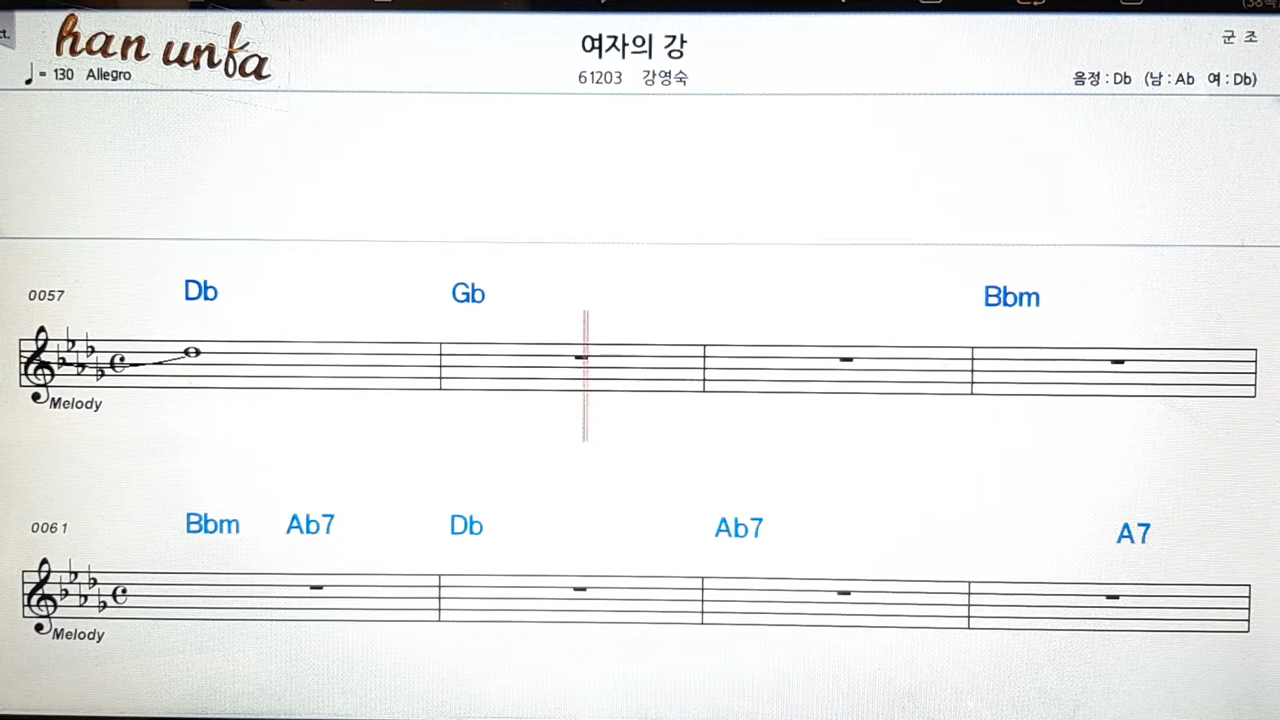 han unfa
여자의 강
군 조
♩= 130 Allegro
61203 강영숙
음정 : Db (남 : Ab 여 : Db)
0057 Db Gb Bbm
Melody
0061 Bbm Ab7 Db Ab7 A7
Melody